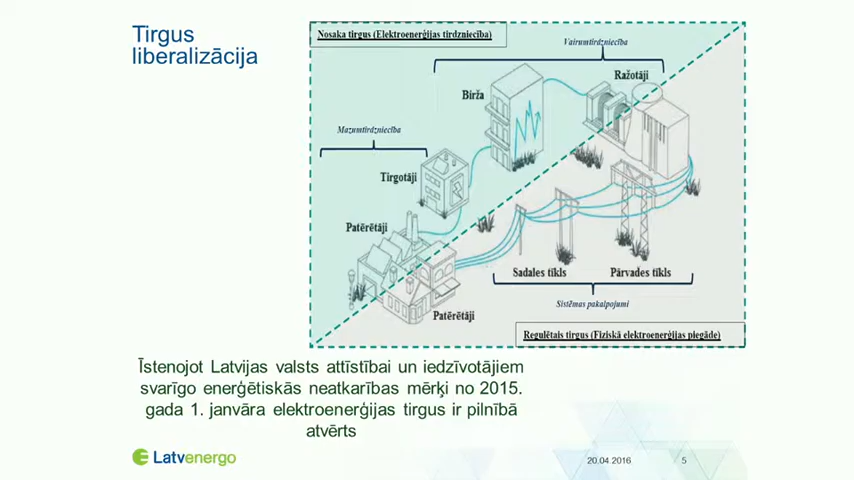 Tirgus
liberalizācija
Nosaka tirgus (Elektroenerģijas tirdzniecība)
Vairumtirdzniecība
Ražotāji
Birža
Mazumtirdzniecība
Tirgotāji
Patērētāji
Sadales tīkls
Pārvades tīkls
Sistēmas pakalpojumi
Patērētāji
Regulētais tirgus (Fiziskā elektroenerģijas piegāde)
Īstenojot Latvijas valsts attīstībai un iedzīvotājiem
svarīgo enerģētiskās neatkarības mērķi no 2015.
gada 1. janvāra elektroenerģijas tirgus ir pilnībā
atvērts
Latvenergo
20.04.2016
5